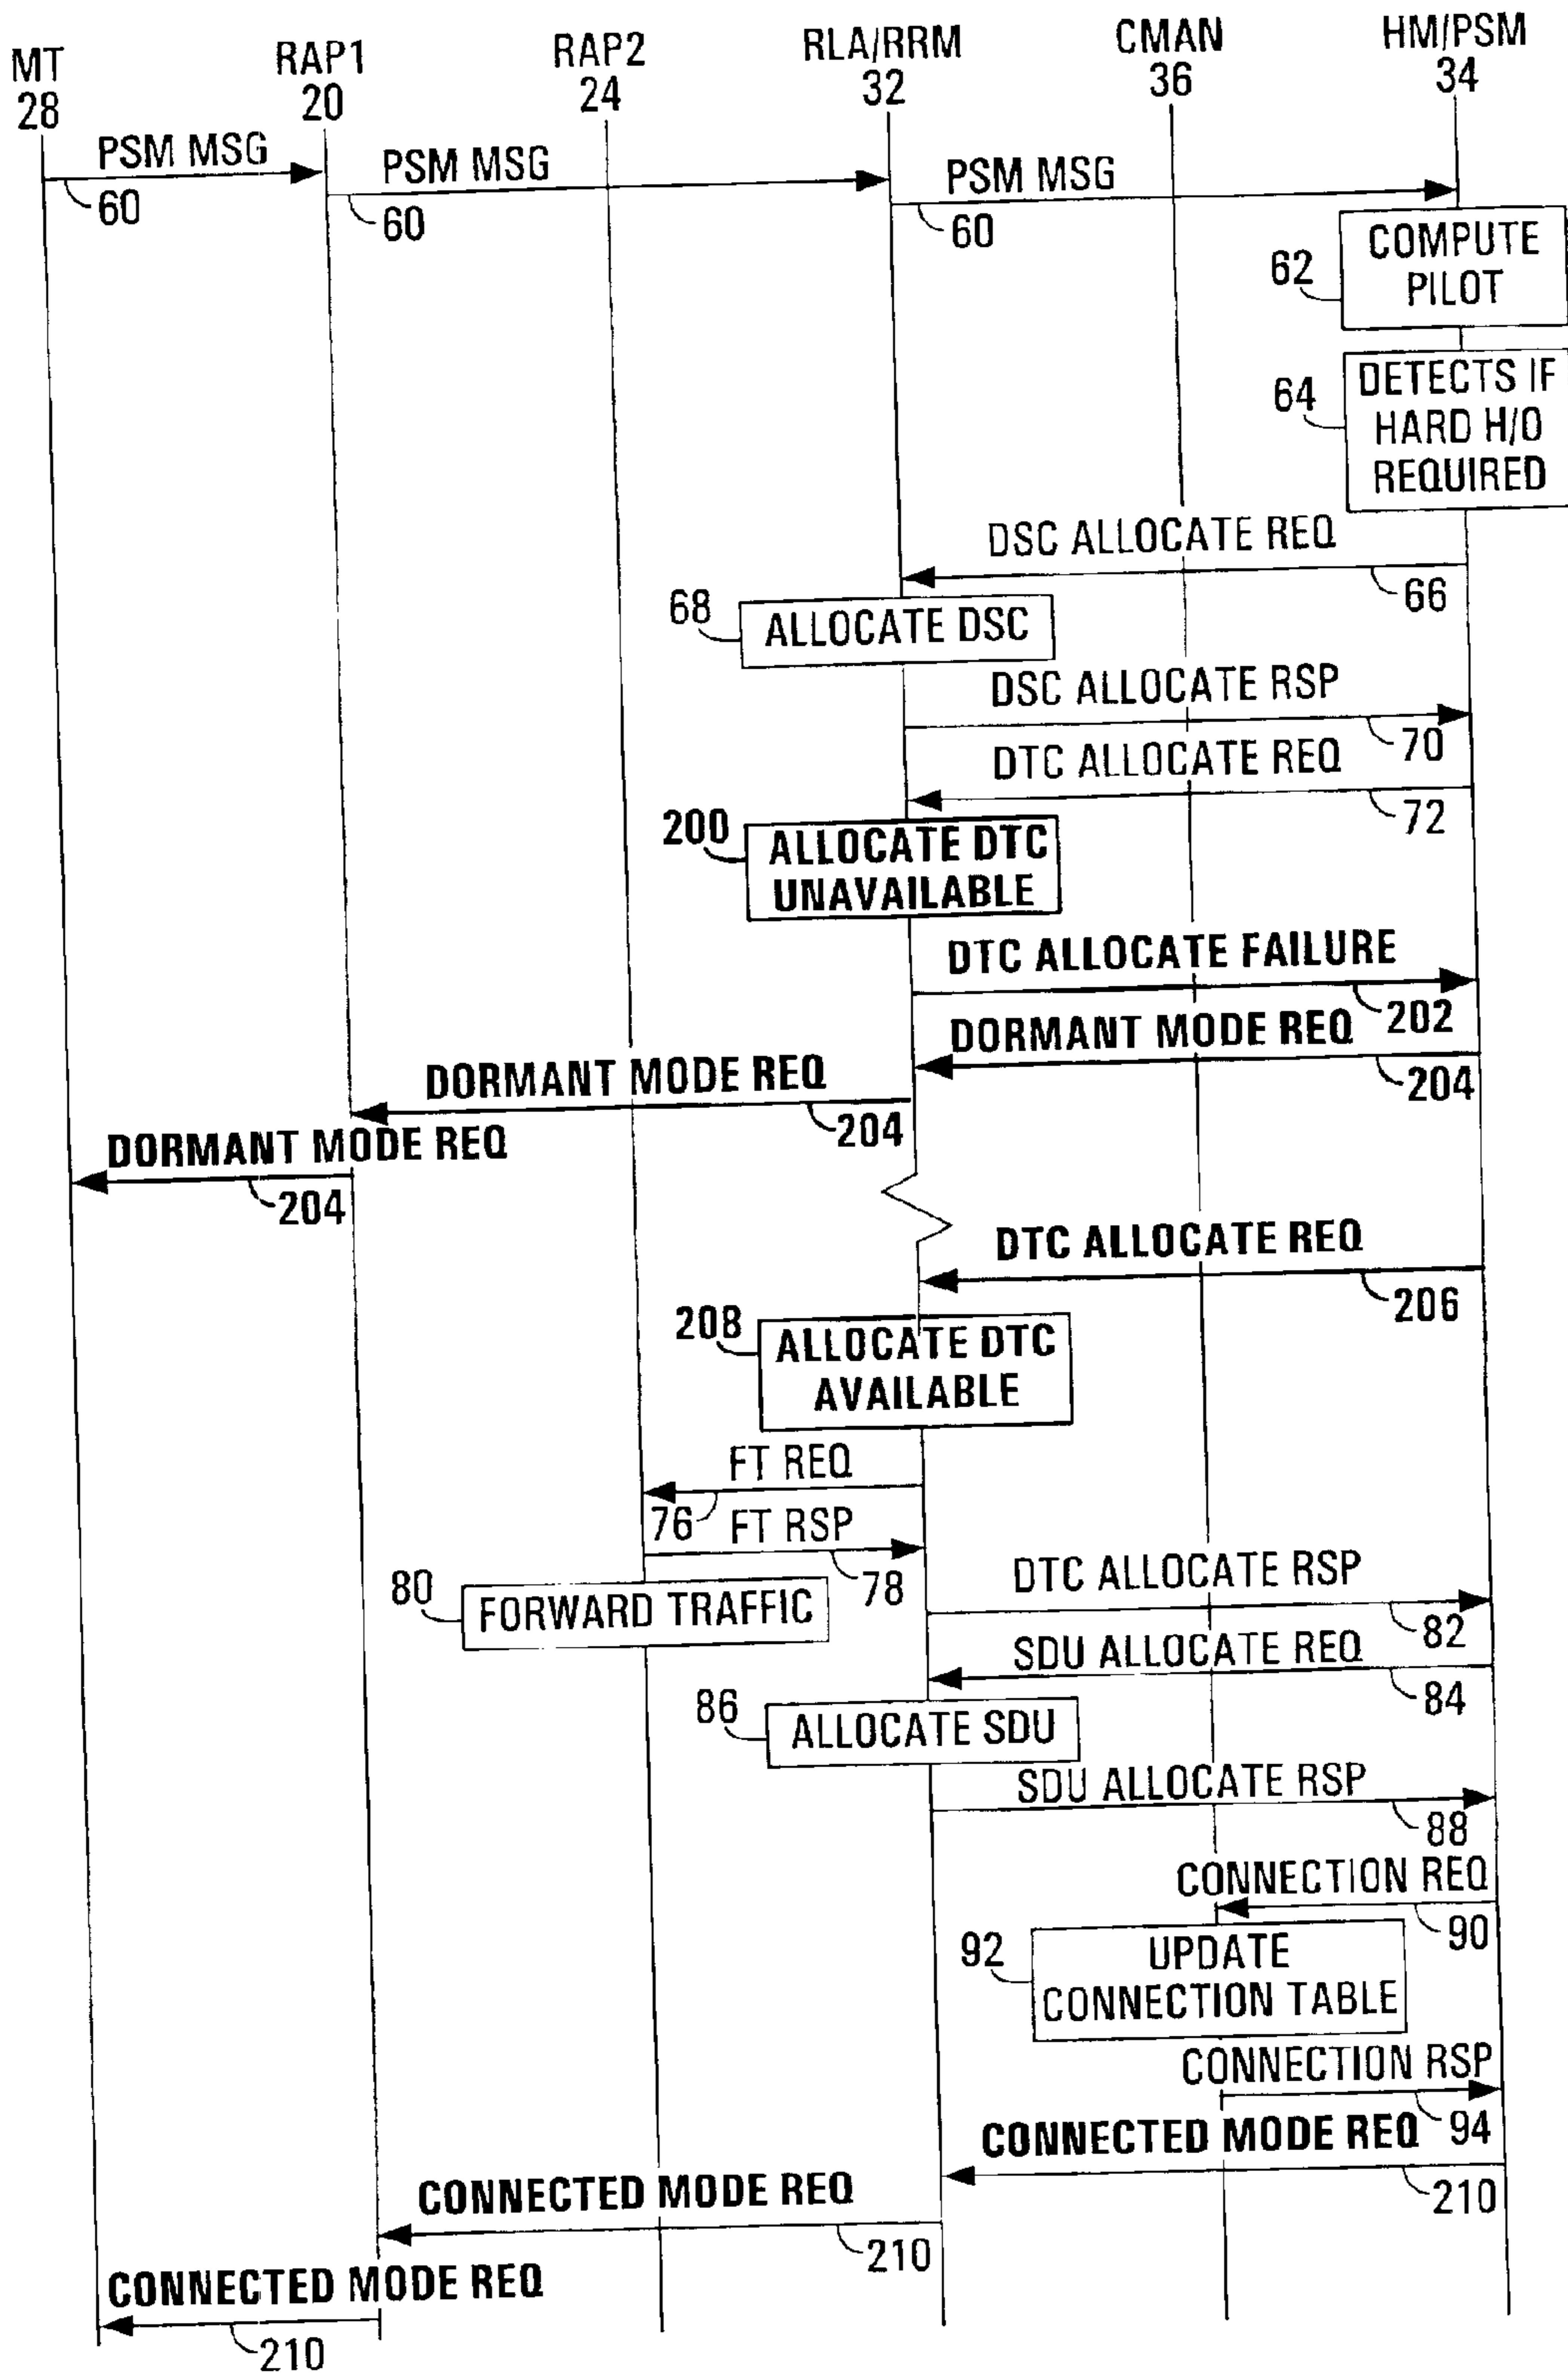 MT
28
RAP1
20
RAP2
24
RLA/RRM
32
CMAN
36
HM/PSM
34
PSM MSG
60
PSM MSG
60
PSM MSG
60
62
COMPUTE
PILOT
64
DETECTS IF
HARD H/O
REQUIRED
DSC ALLOCATE REQ
66
68
ALLOCATE DSC
DSC ALLOCATE RSP
70
DTC ALLOCATE REQ
72
200
ALLOCATE DTC
UNAVAILABLE
DTC ALLOCATE FAILURE
202
DORMANT MODE REQ
204
DORMANT MODE REQ
204
DORMANT MODE REQ
204
DTC ALLOCATE REQ
206
208
ALLOCATE DTC
AVAILABLE
FT REQ
76
FT RSP
78
80
FORWARD TRAFFIC
DTC ALLOCATE RSP
82
SDU ALLOCATE REQ
84
86
ALLOCATE SDU
SDU ALLOCATE RSP
88
CONNECTION REQ
90
92
UPDATE
CONNECTION TABLE
CONNECTION RSP
94
CONNECTED MODE REQ
210
CONNECTED MODE REQ
210
CONNECTED MODE REQ
210